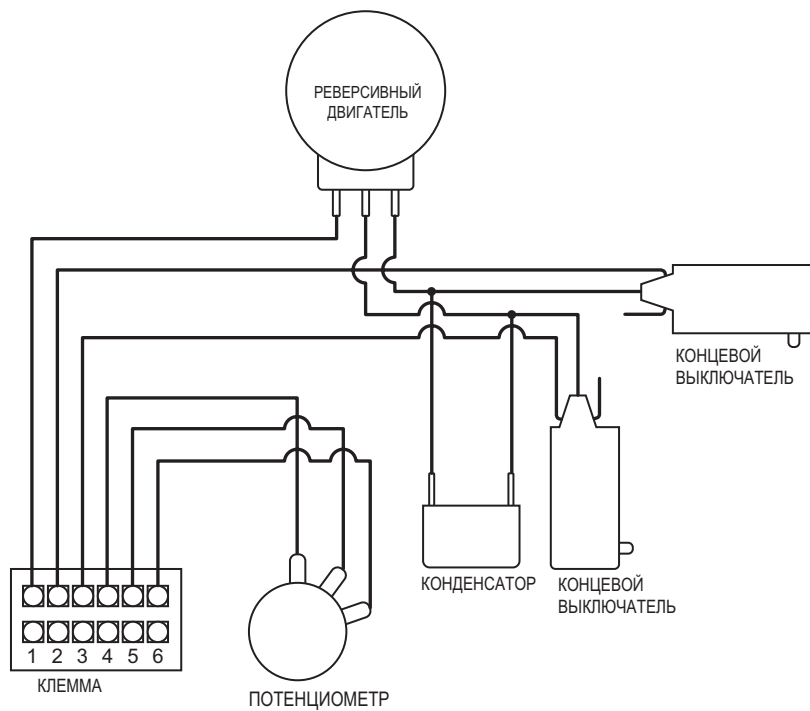 РЕВЕРСИВНЫЙ
ДВИГАТЕЛЬ
КОНЦЕВОЙ
ВЫКЛЮЧАТЕЛЬ
КОНДЕНСАТОР
КОНЦЕВОЙ
ВЫКЛЮЧАТЕЛЬ
1 2 3 4 5 6
КЛЕММА
ПОТЕНЦИОМЕТР